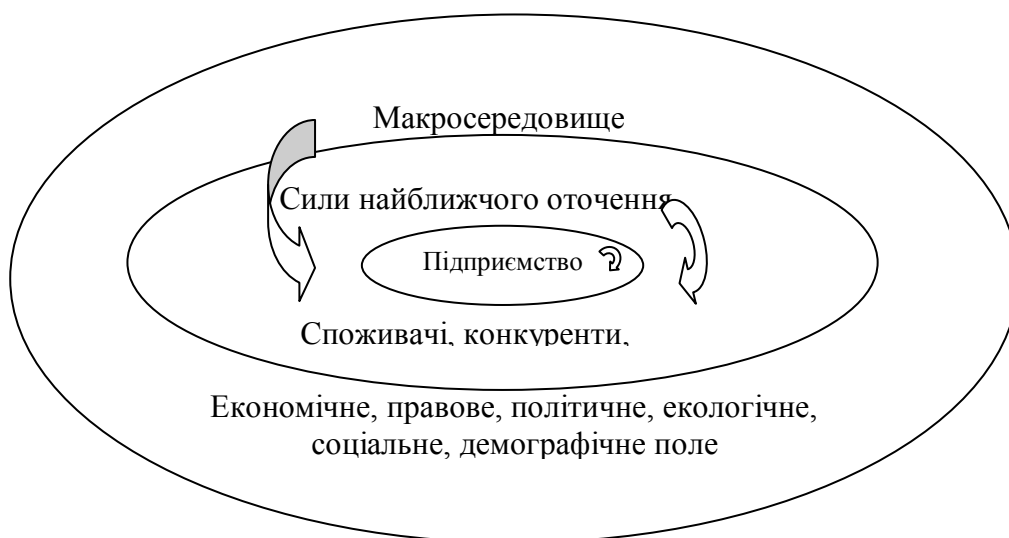 Макросередовище
Сили найближчого оточення
Підприємство
Споживачі, конкуренти,
Економічне, правове, політичне, екологічне,
соціальне, демографічне поле